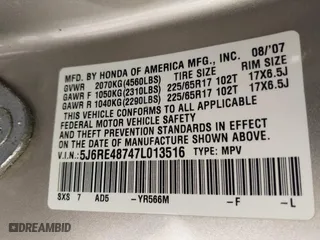 MFD. BY HONDA OF AMERICA MFG., INC. 08/'07
GVWR 2070KG(4560LBS) TIRE SIZE RIM SIZE
GAWR F 1050KG(2310LBS) 225/65R17 102T 17X6.5J
GAWR R 1040KG(2290LBS) 225/65R17 102T 17X6.5J
THIS VEHICLE CONFORMS TO ALL APPLICABLE
FEDERAL MOTOR VEHICLE SAFETY STANDARDS
IN EFFECT ON THE DATE OF MANUFACTURE SHOWN ABOVE.
V.I.N: 5J6RE48747L013516 TYPE: MPV
SXS 7 AD5 -YR566M -F -L
DREAMBID